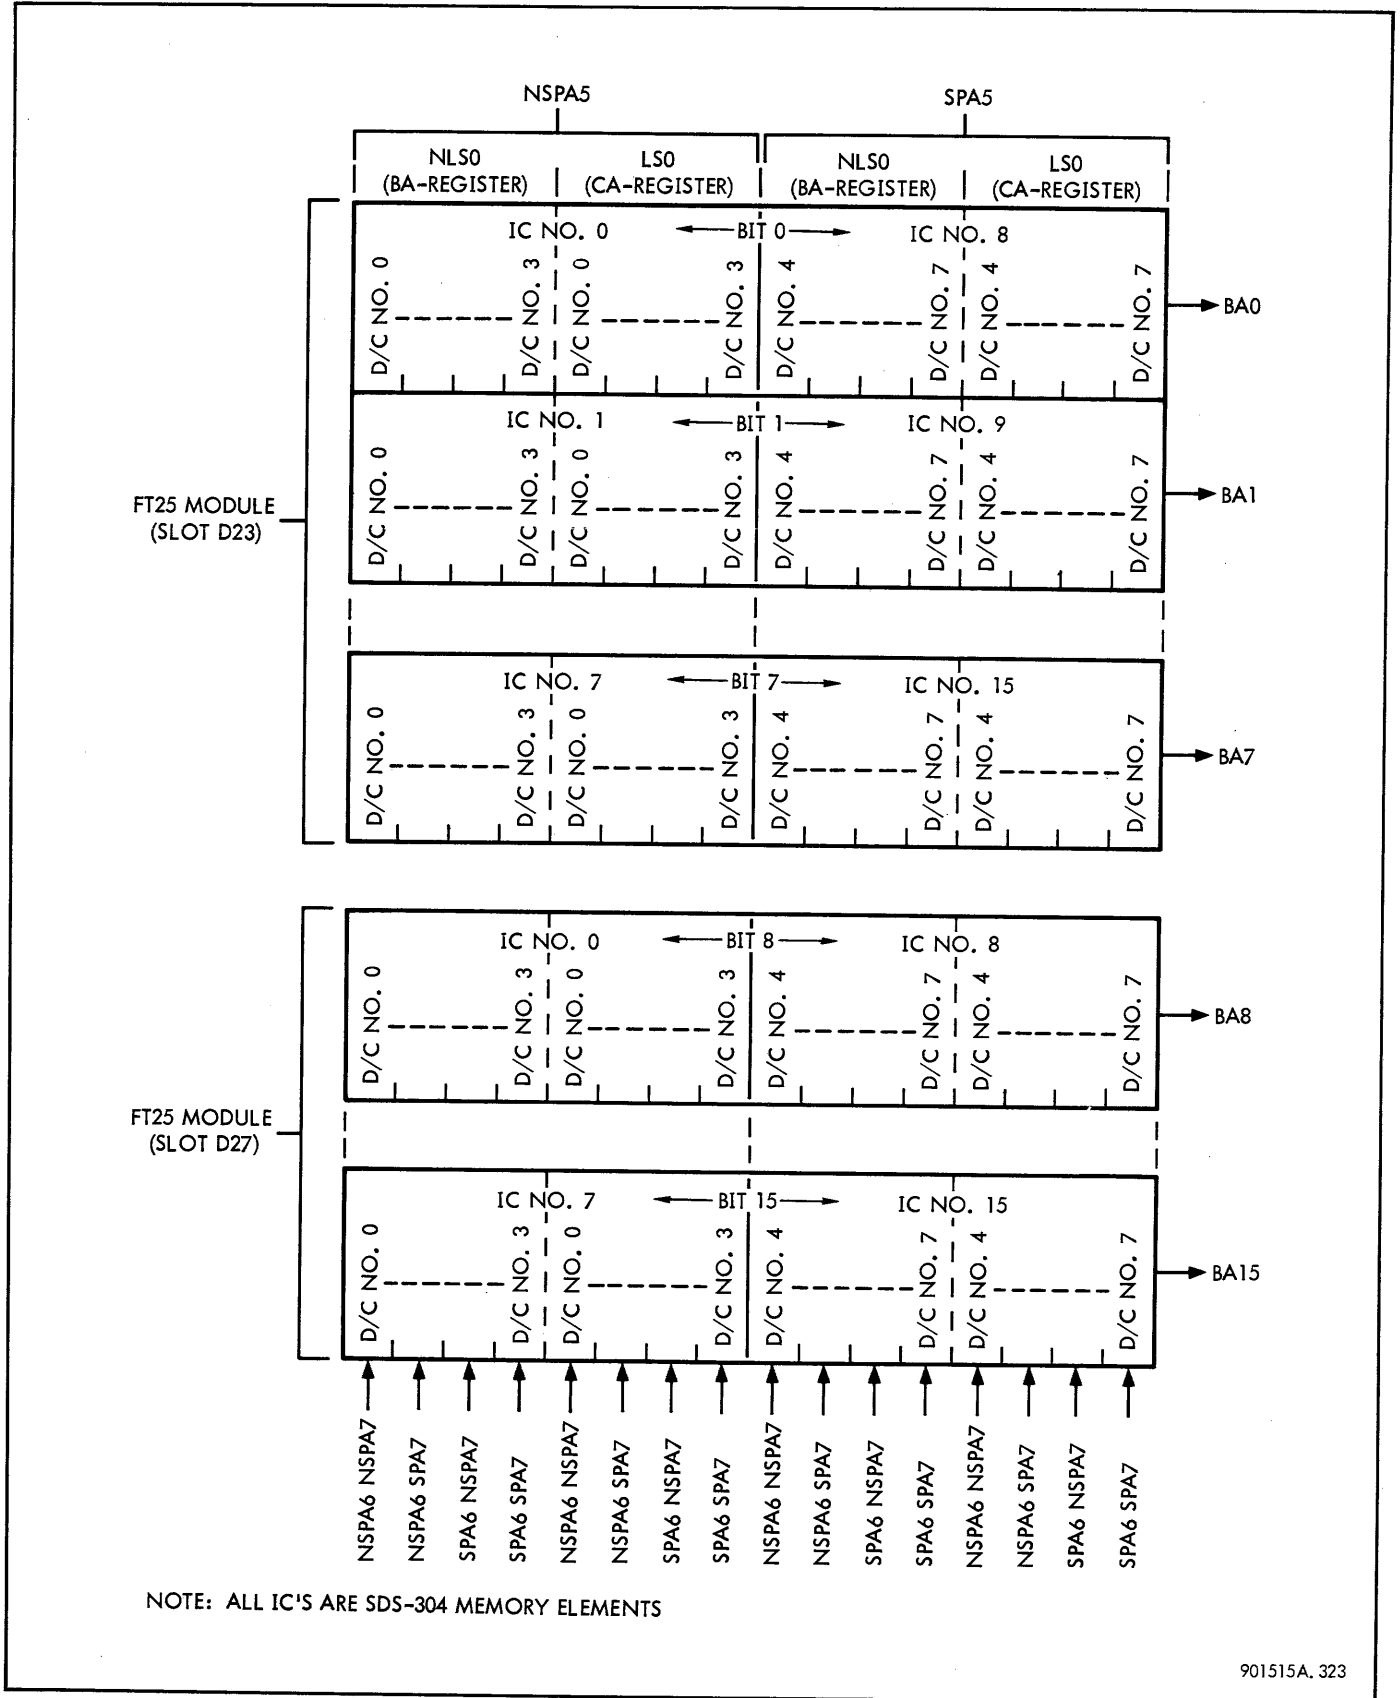 NSPA5 SPA5
NLS0 LS0 NLS0 LS0
(BA-REGISTER) (CA-REGISTER) (BA-REGISTER) (CA-REGISTER)
IC NO. 0 BIT 0 IC NO. 8
D/C NO. 0 D/C NO. 3 D/C NO. 0 D/C NO. 3 D/C NO. 4 D/C NO. 7 D/C NO. 4 D/C NO. 7
BA0
IC NO. 1 BIT 1 IC NO. 9
D/C NO. 0 D/C NO. 3 D/C NO. 0 D/C NO. 3 D/C NO. 4 D/C NO. 7 D/C NO. 4 D/C NO. 7
BA1
FT25 MODULE
(SLOT D23)
IC NO. 7 BIT 7 IC NO. 15
D/C NO. 0 D/C NO. 3 D/C NO. 0 D/C NO. 3 D/C NO. 4 D/C NO. 7 D/C NO. 4 D/C NO. 7
BA7
IC NO. 0 BIT 8 IC NO. 8
D/C NO. 0 D/C NO. 3 D/C NO. 0 D/C NO. 3 D/C NO. 4 D/C NO. 7 D/C NO. 4 D/C NO. 7
BA8
FT25 MODULE
(SLOT D27)
IC NO. 7 BIT 15 IC NO. 15
D/C NO. 0 D/C NO. 3 D/C NO. 0 D/C NO. 3 D/C NO. 4 D/C NO. 7 D/C NO. 4 D/C NO. 7
BA15
NSPA6 NSPA7
NSPA6 SPA7
SPA6 NSPA7
SPA6 SPA7
NSPA6 NSPA7
NSPA6 SPA7
SPA6 NSPA7
SPA6 SPA7
NSPA6 NSPA7
NSPA6 SPA7
SPA6 NSPA7
SPA6 SPA7
NSPA6 NSPA7
NSPA6 SPA7
SPA6 NSPA7
SPA6 SPA7
NOTE: ALL IC'S ARE SDS-304 MEMORY ELEMENTS
901515A. 323